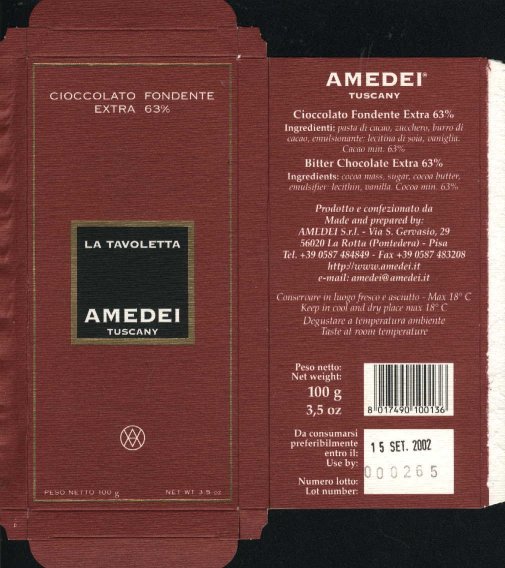 CIOCCOLATO FONDENTE
EXTRA 63%
LA TAVOLETTA
AMEDEI
TUSCANY
PESO NETTO 100 g
NET WT 3.5 oz
AMEDEI®
TUSCANY
Cioccolato Fondente Extra 63%
Ingredienti: pasta di cacao, zucchero, burro di
cacao, emulsionante: lecitina di soia, vaniglia.
Cacao min. 63%
Bitter Chocolate Extra 63%
Ingredients: cocoa mass, sugar, cocoa butter,
emulsifier: lecithin, vanilla. Cocoa min. 63%
Prodotto e confezionato da
Made and prepared by:
AMEDEI S.r.l. - Via S. Gervasio, 29
56020 La Rotta (Pontedera) - Pisa
Tel. +39 0587 484849 - Fax +39 0587 483208
http://www.amedei.it
e-mail: amedei@amedei.it
Conservare in luogo fresco e asciutto - Max 18° C
Keep in cool and dry place max 18° C
Degustare a temperatura ambiente
Taste at room temperature
Peso netto:
Net weight:
100 g
3,5 oz
8 017490 100136
Da consumarsi
preferibilmente
entro il:
Use by:
15 SET. 2002
000265
Numero lotto:
Lot number: